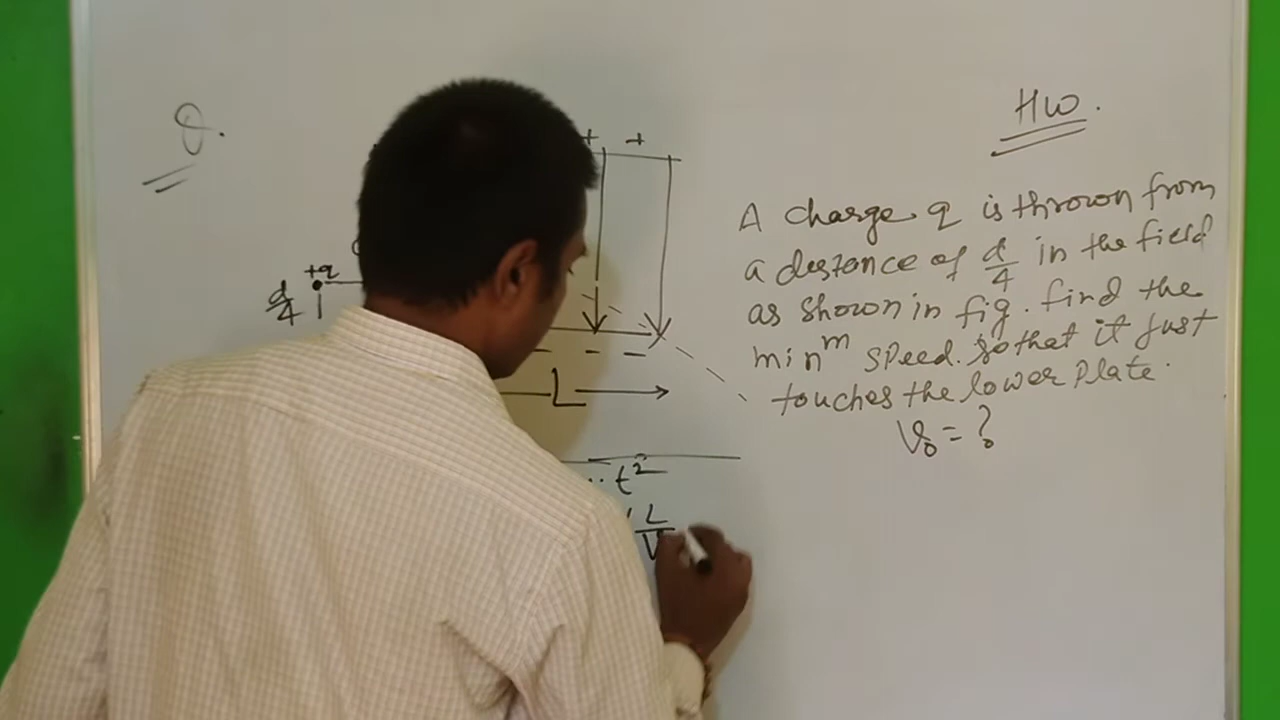 HW.
Q.
+ +
+q
d/4
L
t²
L/V
A charge q is thrown from
a destance of d/4 in the field
as shown in fig. find the
minᵐ speed. so that it just
touches the lower plate.
V₀ = ?